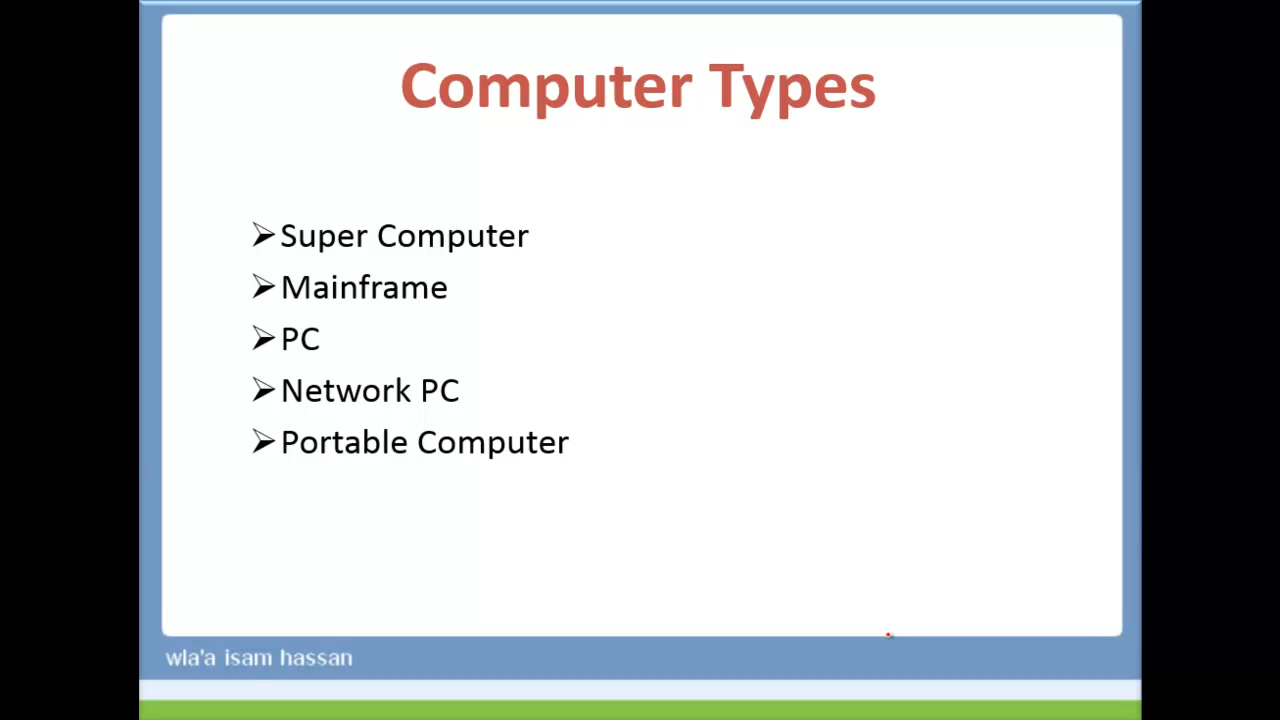 Computer Types
➢Super Computer
➢Mainframe
➢PC
➢Network PC
➢Portable Computer
wla'a isam hassan